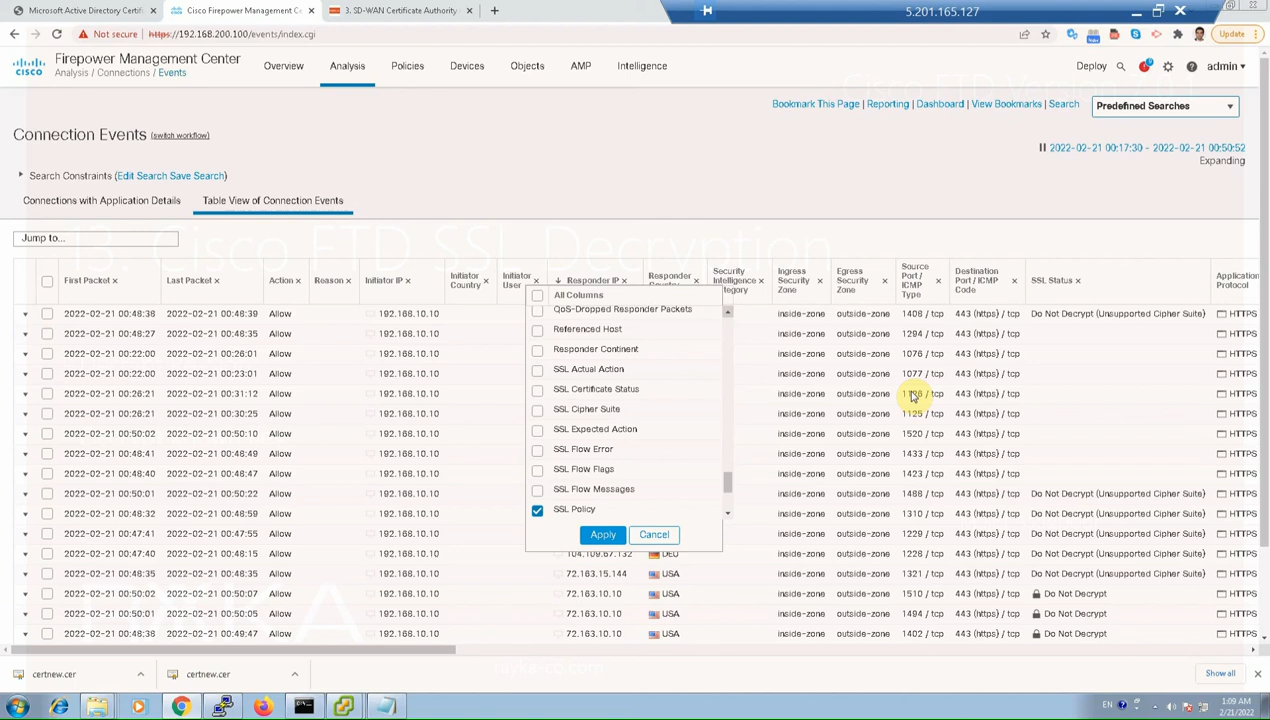 Microsoft Active Directory Certific × Cisco Firepower Management Ce × 3. SD-WAN Certificate Authority × +
5.201.165.127
Not secure | https://192.168.200.100/events/index.cgi Update
Firepower Management Center
Analysis / Connections / Events
Overview Analysis Policies Devices Objects AMP Intelligence Deploy admin
CISCO
Bookmark This Page | Reporting | Dashboard | View Bookmarks | Search Predefined Searches
Connection Events (switch workflow)
2022-02-21 00:17:30 - 2022-02-21 00:50:52
Expanding
Search Constraints (Edit Search Save Search)
Connections with Application Details Table View of Connection Events
13. Cisco FTD SSL Decryption
Jump to...
First Packet × Last Packet × Action × Reason × Initiator IP × Initiator Country × Initiator User × Responder IP × Responder Country × Security Intelligence Category × Ingress Security Zone × Egress Security Zone × Source Port / ICMP Type × Destination Port / ICMP Code × SSL Status × Application Protocol
All Columns
QoS-Dropped Responder Packets
Referenced Host
Responder Continent
SSL Actual Action
SSL Certificate Status
SSL Cipher Suite
SSL Expected Action
SSL Flow Error
SSL Flow Flags
SSL Flow Messages
SSL Policy
Apply Cancel
2022-02-21 00:48:38 2022-02-21 00:48:39 Allow 192.168.10.10 inside-zone outside-zone 1408 / tcp 443 (https) / tcp Do Not Decrypt (Unsupported Cipher Suite) HTTPS
2022-02-21 00:48:27 2022-02-21 00:48:35 Allow 192.168.10.10 inside-zone outside-zone 1294 / tcp 443 (https) / tcp HTTPS
2022-02-21 00:22:00 2022-02-21 00:26:01 Allow 192.168.10.10 inside-zone outside-zone 1076 / tcp 443 (https) / tcp HTTPS
2022-02-21 00:22:00 2022-02-21 00:23:01 Allow 192.168.10.10 inside-zone outside-zone 1077 / tcp 443 (https) / tcp HTTPS
2022-02-21 00:26:21 2022-02-21 00:31:12 Allow 192.168.10.10 inside-zone outside-zone / tcp 443 (https) / tcp HTTPS
2022-02-21 00:26:21 2022-02-21 00:30:25 Allow 192.168.10.10 inside-zone outside-zone 1125 / tcp 443 (https) / tcp HTTPS
2022-02-21 00:50:02 2022-02-21 00:50:10 Allow 192.168.10.10 inside-zone outside-zone 1520 / tcp 443 (https) / tcp HTTPS
2022-02-21 00:48:41 2022-02-21 00:48:49 Allow 192.168.10.10 inside-zone outside-zone 1433 / tcp 443 (https) / tcp HTTPS
2022-02-21 00:48:40 2022-02-21 00:48:47 Allow 192.168.10.10 inside-zone outside-zone 1423 / tcp 443 (https) / tcp HTTPS
2022-02-21 00:50:01 2022-02-21 00:50:22 Allow 192.168.10.10 inside-zone outside-zone 1488 / tcp 443 (https) / tcp Do Not Decrypt (Unsupported Cipher Suite) HTTPS
2022-02-21 00:48:32 2022-02-21 00:48:59 Allow 192.168.10.10 inside-zone outside-zone 1310 / tcp 443 (https) / tcp Do Not Decrypt (Unsupported Cipher Suite) HTTPS
2022-02-21 00:47:41 2022-02-21 00:47:55 Allow 192.168.10.10 inside-zone outside-zone 1229 / tcp 443 (https) / tcp Do Not Decrypt (Unsupported Cipher Suite) HTTPS
2022-02-21 00:47:40 2022-02-21 00:48:15 Allow 192.168.10.10 104.109.67.132 DEU inside-zone outside-zone 1228 / tcp 443 (https) / tcp Do Not Decrypt (Unsupported Cipher Suite) HTTPS
2022-02-21 00:48:35 2022-02-21 00:48:35 Allow 192.168.10.10 72.163.15.144 USA inside-zone outside-zone 1321 / tcp 443 (https) / tcp Do Not Decrypt (Unsupported Cipher Suite) HTTPS
2022-02-21 00:50:02 2022-02-21 00:50:07 Allow 192.168.10.10 72.163.10.10 USA inside-zone outside-zone 1510 / tcp 443 (https) / tcp Do Not Decrypt HTTPS
2022-02-21 00:50:01 2022-02-21 00:50:05 Allow 192.168.10.10 72.163.10.10 USA inside-zone outside-zone 1494 / tcp 443 (https) / tcp Do Not Decrypt HTTPS
2022-02-21 00:48:38 2022-02-21 00:49:47 Allow 192.168.10.10 72.163.10.10 USA inside-zone outside-zone 1402 / tcp 443 (https) / tcp Do Not Decrypt HTTPS
certnew.cer certnew.cer Show all
EN 1:09 AM
2/21/2022